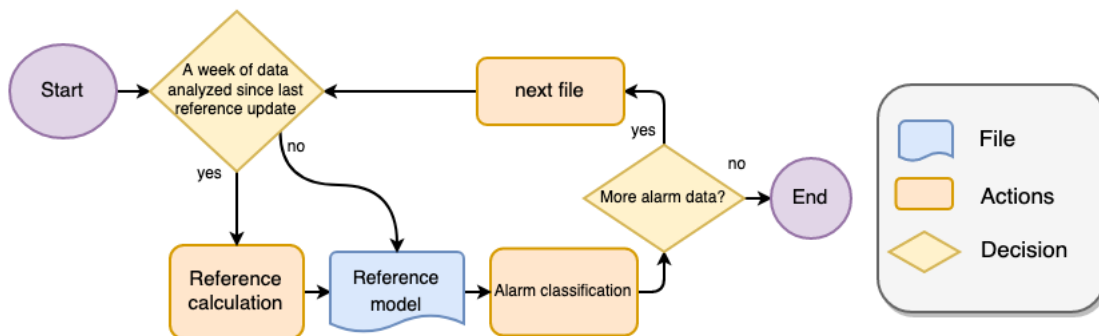 Start
A week of data
analyzed since last
reference update
next file
yes
no
yes
no
More alarm data?
End
Reference
calculation
Reference
model
Alarm classification
File
Actions
Decision